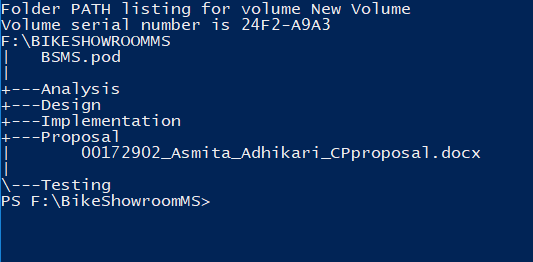 Folder PATH listing for volume New Volume
Volume serial number is 24F2-A9A3
F:\BIKESHOWROOMMS
|   BSMS.pod
|
+---Analysis
+---Design
+---Implementation
+---Proposal
|       00172902_Asmita_Adhikari_CPproposal.docx
|
\---Testing
PS F:\BikeShowroomMS>